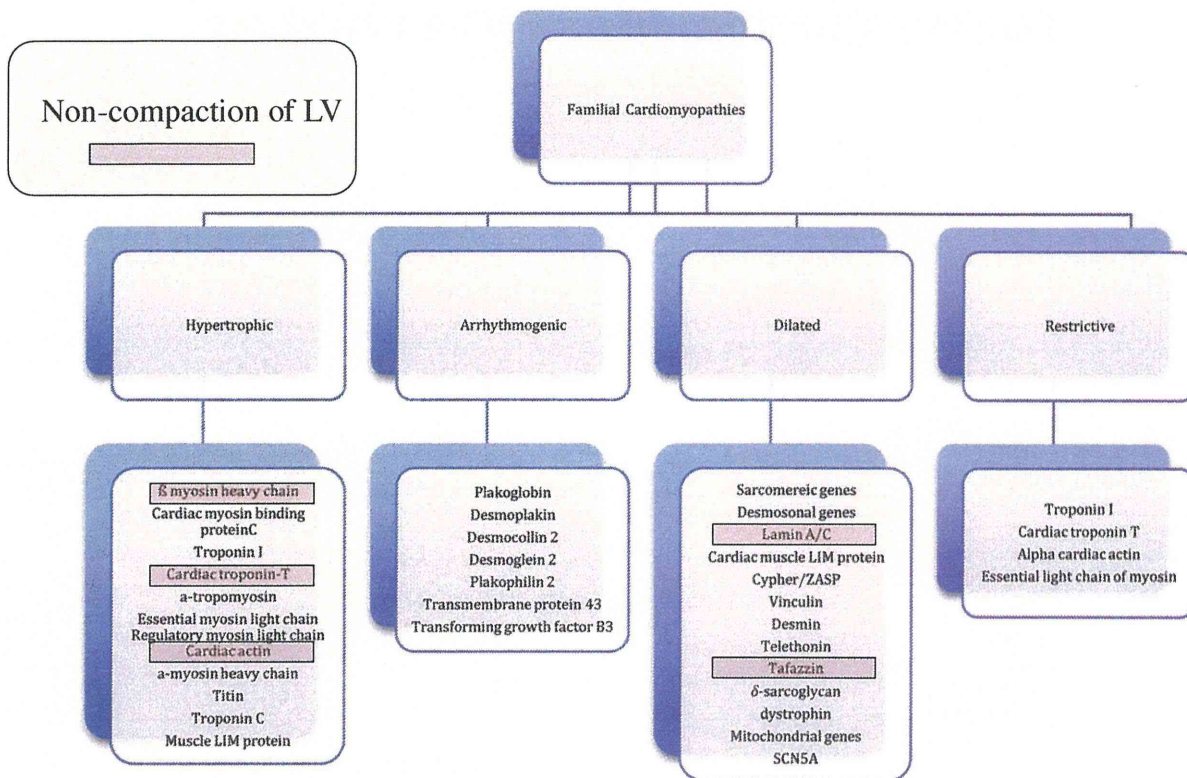 Non-compaction of LV
Familial Cardiomyopathies
Hypertrophic
Arrhythmogenic
Dilated
Restrictive
ß myosin heavy chain
Cardiac myosin binding
proteinC
Troponin I
Cardiac troponin-T
a-tropomyosin
Essential myosin light chain
Regulatory myosin light chain
Cardiac actin
a-myosin heavy chain
Titin
Troponin C
Muscle LIM protein
Plakoglobin
Desmoplakin
Desmocollin 2
Desmoglein 2
Plakophilin 2
Transmembrane protein 43
Transforming growth factor B3
Sarcomereic genes
Desmosonal genes
Lamin A/C
Cardiac muscle LIM protein
Cypher/ZASP
Vinculin
Desmin
Telethonin
Tafazzin
δ-sarcoglycan
dystrophin
Mitochondrial genes
SCN5A
Troponin I
Cardiac troponin T
Alpha cardiac actin
Essential light chain of myosin